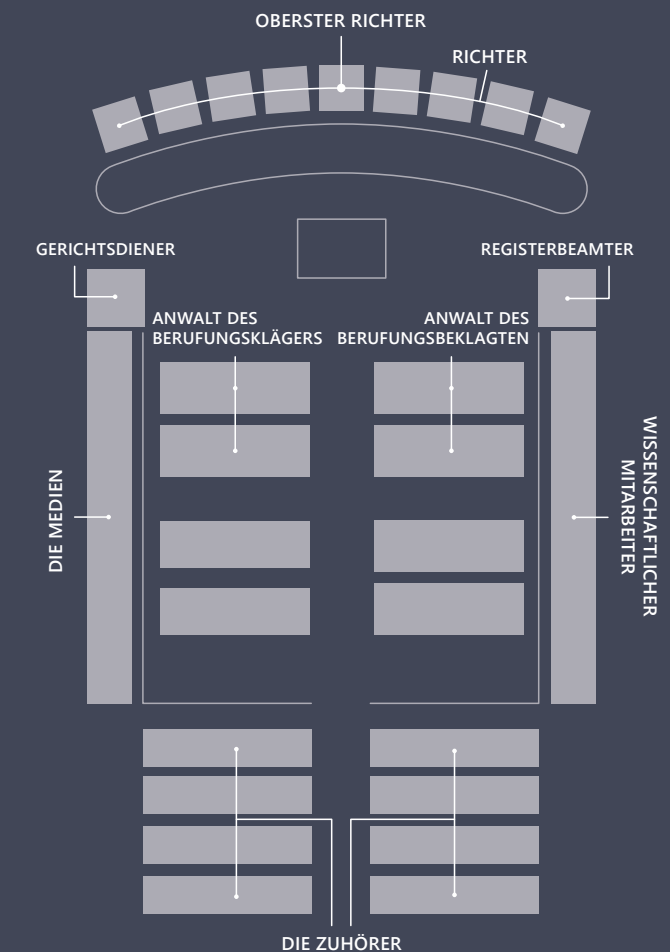 OBERSTER RICHTER
RICHTER
GERICHTSDIENER
REGISTERBEAMTER
ANWALT DES
BERUFUNGSKLÄGERS
ANWALT DES
BERUFUNGSBEKLAGTEN
DIE MEDIEN
WISSENSCHAFTLICHER
MITARBEITER
DIE ZUHÖRER